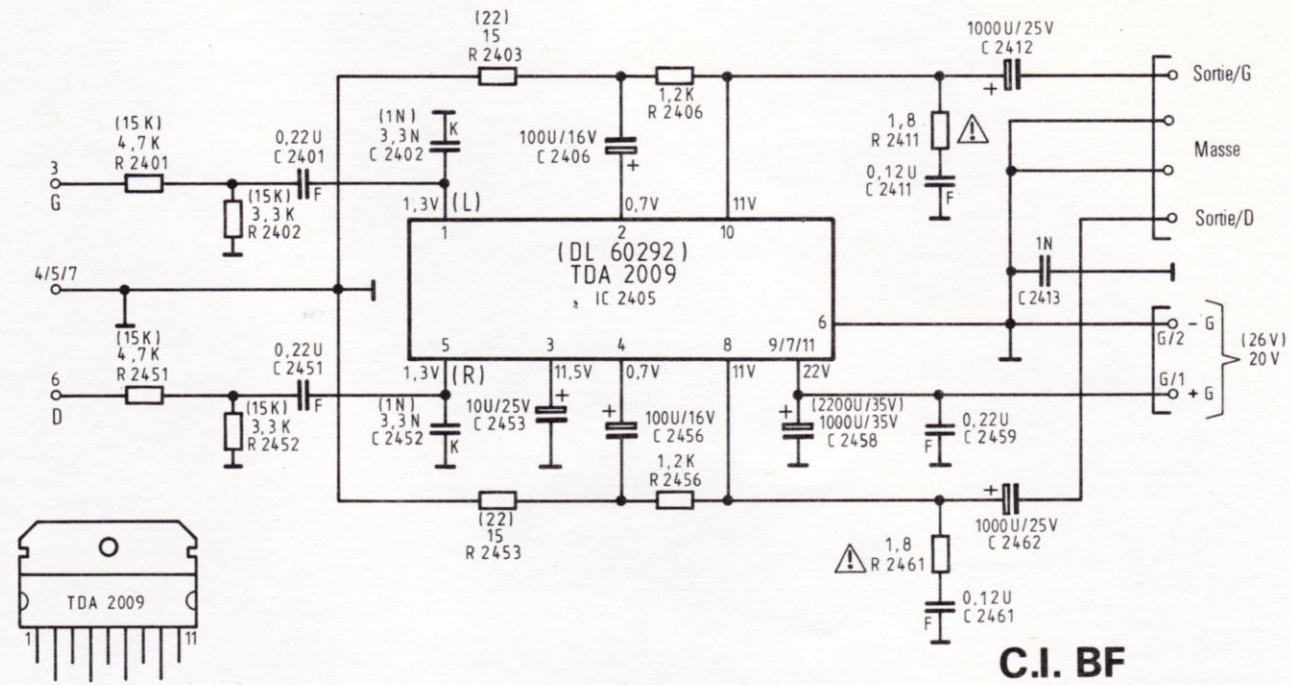 (22)
15
R 2403
1000U/25V
C 2412
+
Sortie/G
1,2K
R 2406
(1N)
3,3N
C 2402
K
100U/16V
C 2406
+
1,8
R 2411
0,12U
C 2411
F
Masse
(15K)
4,7K
R 2401
0,22U
C 2401
F
3
G
(15K)
3,3K
R 2402
1,3V
(L)
0,7V
11V
Sortie/D
1
2
10
(DL 60292)
TDA 2009
IC 2405
4/5/7
1N
C 2413
6
- G
G/2
(26V)
20V
G/1
+ G
(15K)
4,7K
R 2451
0,22U
C 2451
F
6
D
(15K)
3,3K
R 2452
5
3
4
8
9/7/11
1,3V
(R)
11,5V
0,7V
11V
22V
(1N)
3,3N
C 2452
K
10U/25V
C 2453
+
100U/16V
C 2456
+
(2200U/35V)
1000U/35V
C 2458
+
0,22U
C 2459
F
1,2K
R 2456
(22)
15
R 2453
+
1000U/25V
C 2462
1,8
R 2461
0,12U
C 2461
F
TDA 2009
1
11
C.I. BF